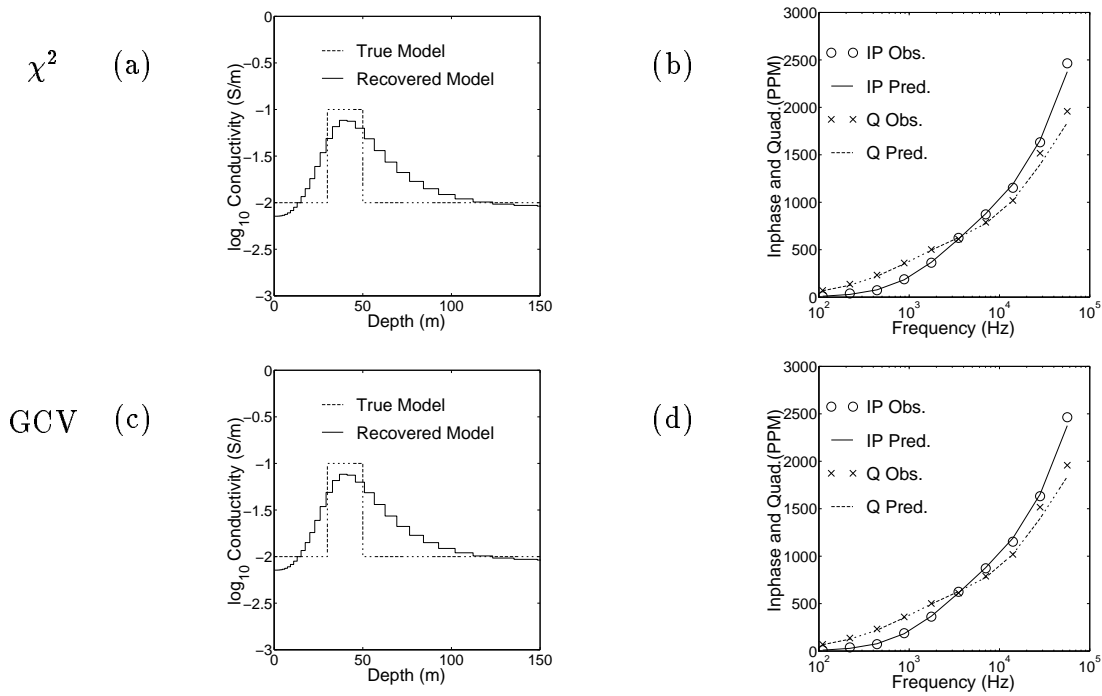 χ² (a)
log₁₀ Conductivity (S/m)
0
−0.5
−1
−1.5
−2
−2.5
−3
True Model
Recovered Model
0 50 100 150
Depth (m)
(b)
Inphase and Quad.(PPM)
3000
2500
2000
1500
1000
500
0
IP Obs.
IP Pred.
Q Obs.
Q Pred.
10² 10³ 10⁴ 10⁵
Frequency (Hz)
GCV (c)
log₁₀ Conductivity (S/m)
0
−0.5
−1
−1.5
−2
−2.5
−3
True Model
Recovered Model
0 50 100 150
Depth (m)
(d)
Inphase and Quad.(PPM)
3000
2500
2000
1500
1000
500
0
IP Obs.
IP Pred.
Q Obs.
Q Pred.
10² 10³ 10⁴ 10⁵
Frequency (Hz)